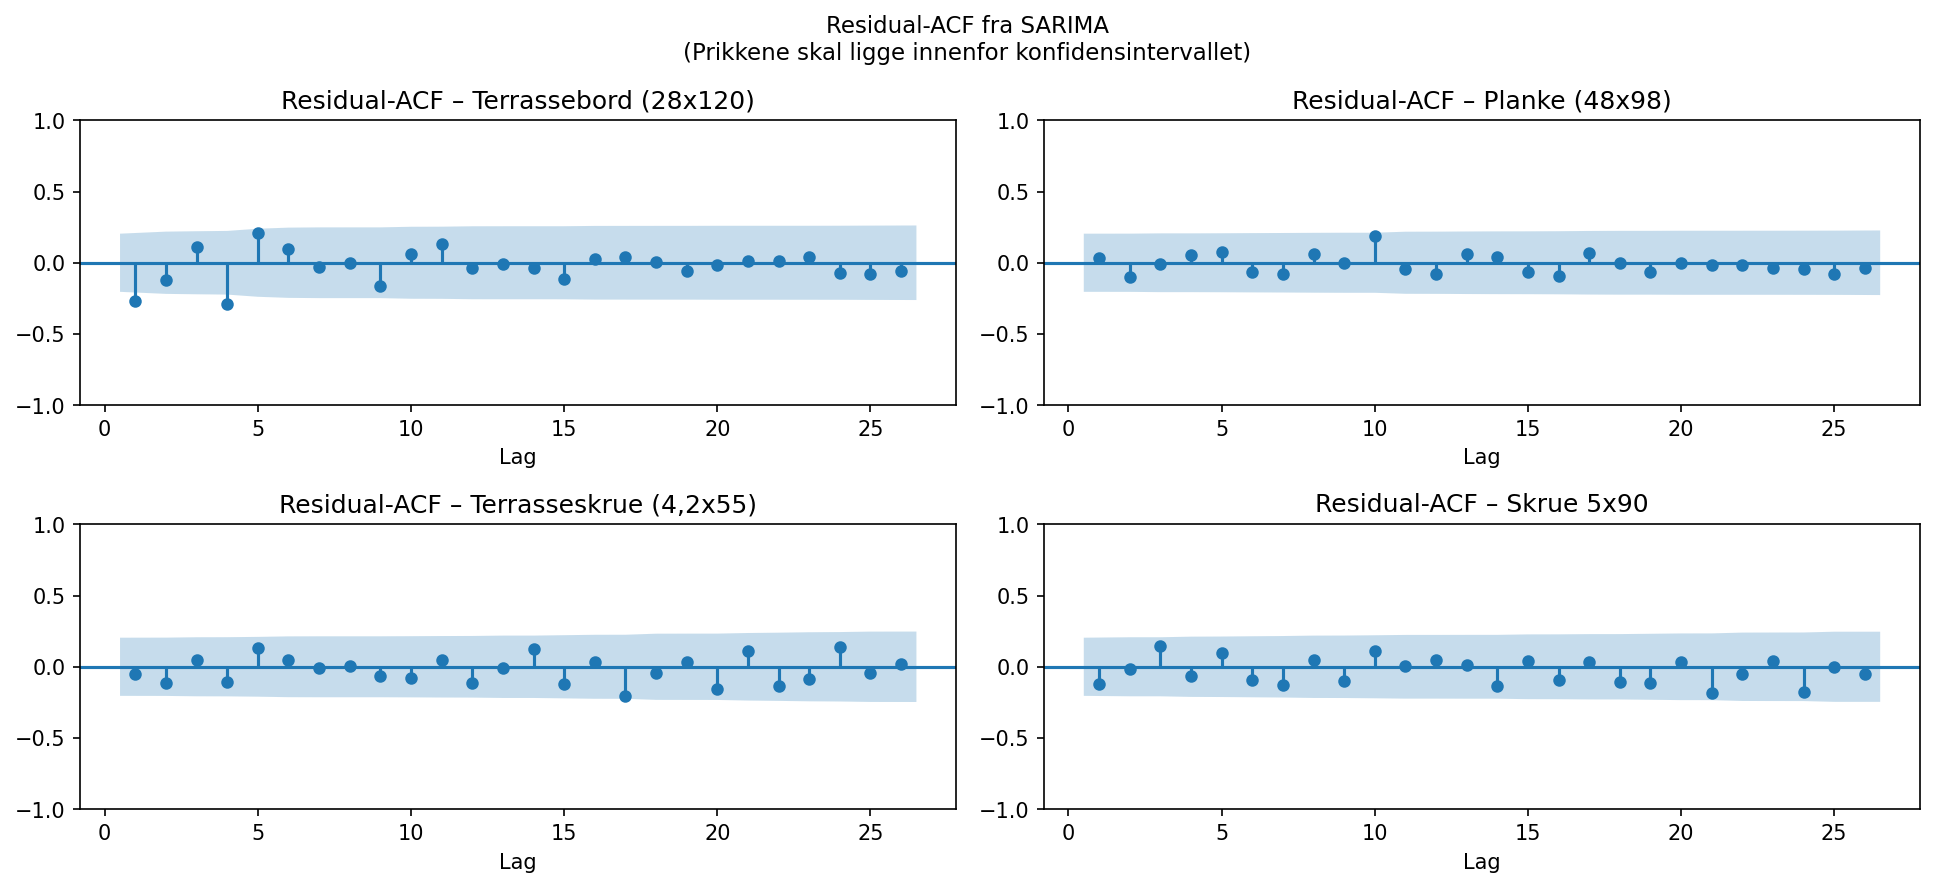 Residual-ACF fra SARIMA
(Prikkene skal ligge innenfor konfidensintervallet)
Residual-ACF – Terrassebord (28x120)
1.0
0.5
0.0
−0.5
−1.0
0 5 10 15 20 25
Lag
Residual-ACF – Planke (48x98)
1.0
0.5
0.0
−0.5
−1.0
0 5 10 15 20 25
Lag
Residual-ACF – Terrasseskrue (4,2x55)
1.0
0.5
0.0
−0.5
−1.0
0 5 10 15 20 25
Lag
Residual-ACF – Skrue 5x90
1.0
0.5
0.0
−0.5
−1.0
0 5 10 15 20 25
Lag